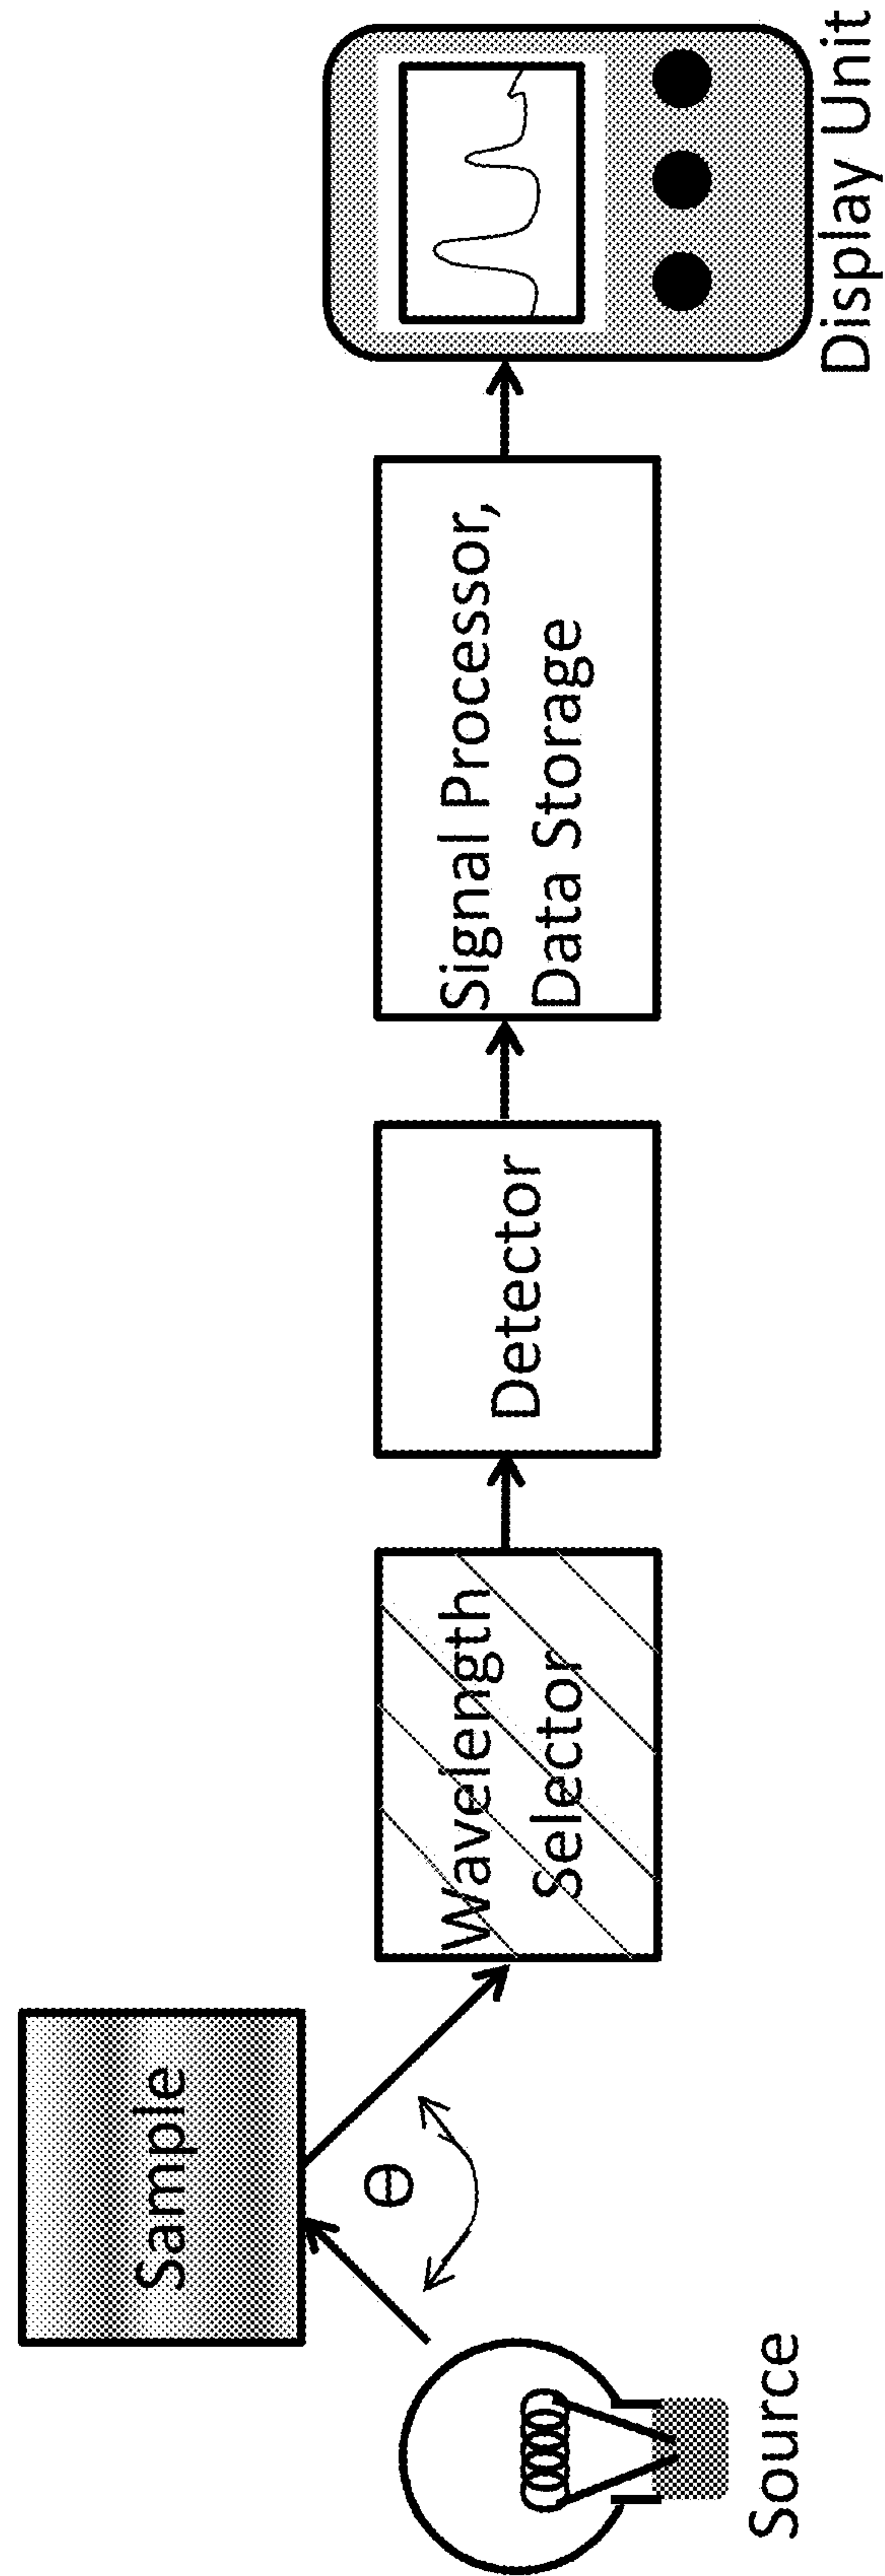 Source
Sample
Θ
Wavelength
Selector
Detector
Signal Processor,
Data Storage
Display Unit